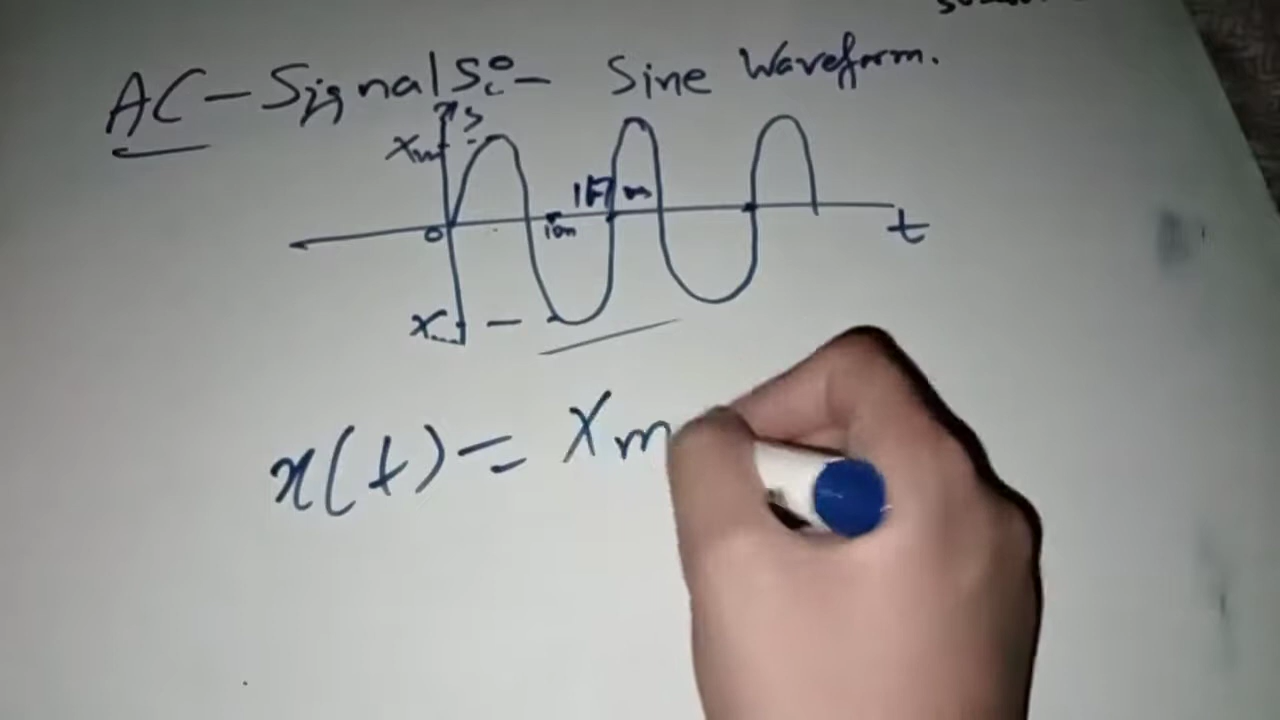 AC - Signals :- Sine Waveform.
Xm
0 t
x(t) = Xm